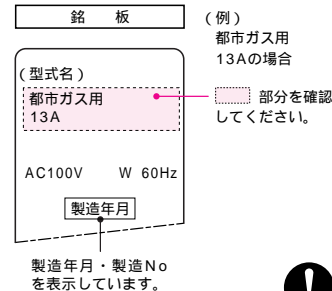 銘 板
(例)
都市ガス用
13Aの場合
(型式名)
都市ガス用
13A
部分を確認
してください。
AC100V W 60Hz
製造年月
製造年月・製造No
を表示しています。